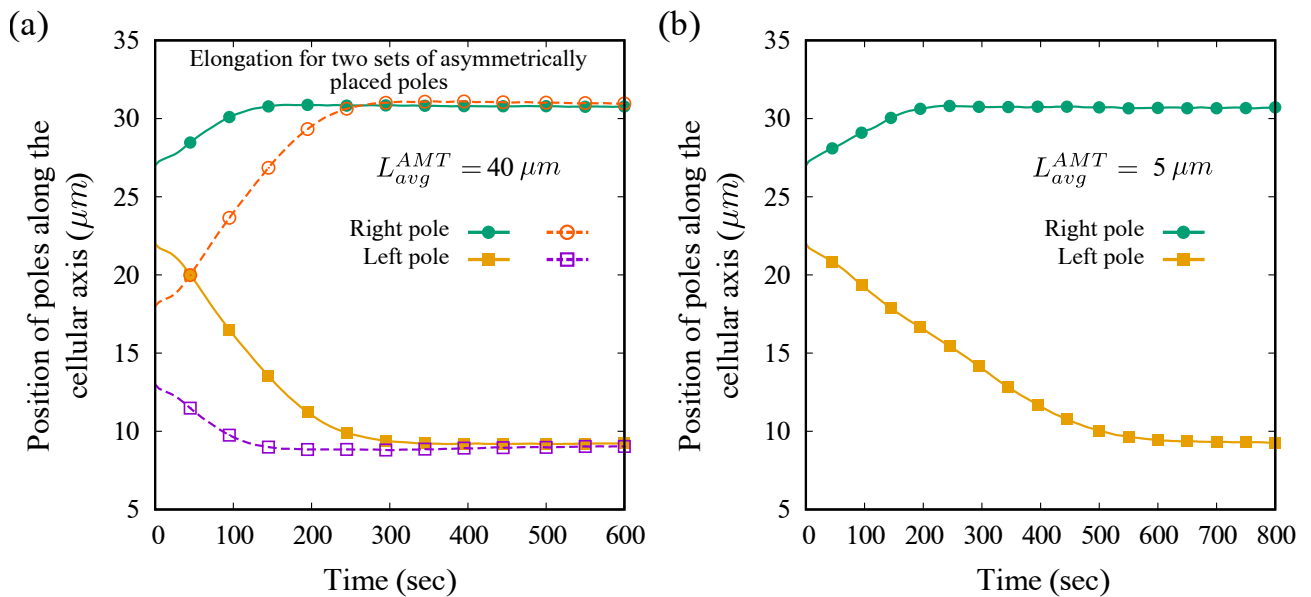 (a)
35
30
25
20
15
10
5
Position of poles along the
cellular axis (μm)
Elongation for two sets of asymmetrically
placed poles
L_{avg}^{AMT} = 40 μm
Right pole
Left pole
0 100 200 300 400 500 600
Time (sec)
(b)
35
30
25
20
15
10
5
Position of poles along the
cellular axis (μm)
L_{avg}^{AMT} = 5 μm
Right pole
Left pole
0 100 200 300 400 500 600 700 800
Time (sec)